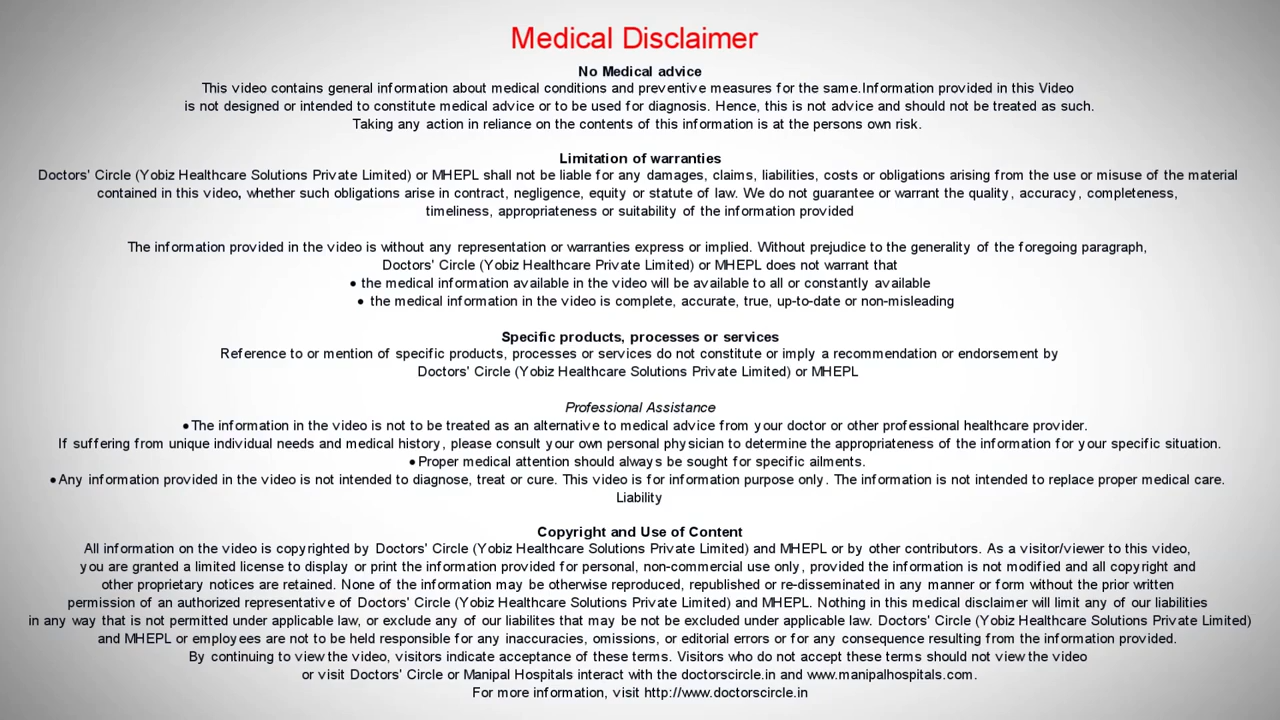 Medical Disclaimer
No Medical advice
This video contains general information about medical conditions and preventive measures for the same.Information provided in this Video
is not designed or intended to constitute medical advice or to be used for diagnosis. Hence, this is not advice and should not be treated as such.
Taking any action in reliance on the contents of this information is at the persons own risk.
Limitation of warranties
Doctors' Circle (Yobiz Healthcare Solutions Private Limited) or MHEPL shall not be liable for any damages, claims, liabilities, costs or obligations arising from the use or misuse of the material
contained in this video, whether such obligations arise in contract, negligence, equity or statute of law. We do not guarantee or warrant the quality, accuracy, completeness,
timeliness, appropriateness or suitability of the information provided
The information provided in the video is without any representation or warranties express or implied. Without prejudice to the generality of the foregoing paragraph,
Doctors' Circle (Yobiz Healthcare Private Limited) or MHEPL does not warrant that
• the medical information available in the video will be available to all or constantly available
• the medical information in the video is complete, accurate, true, up-to-date or non-misleading
Specific products, processes or services
Reference to or mention of specific products, processes or services do not constitute or imply a recommendation or endorsement by
Doctors' Circle (Yobiz Healthcare Solutions Private Limited) or MHEPL
Professional Assistance
•The information in the video is not to be treated as an alternative to medical advice from your doctor or other professional healthcare provider.
If suffering from unique individual needs and medical history, please consult your own personal physician to determine the appropriateness of the information for your specific situation.
•Proper medical attention should always be sought for specific ailments.
•Any information provided in the video is not intended to diagnose, treat or cure. This video is for information purpose only. The information is not intended to replace proper medical care.
Liability
Copyright and Use of Content
All information on the video is copyrighted by Doctors' Circle (Yobiz Healthcare Solutions Private Limited) and MHEPL or by other contributors. As a visitor/viewer to this video,
you are granted a limited license to display or print the information provided for personal, non-commercial use only, provided the information is not modified and all copyright and
other proprietary notices are retained. None of the information may be otherwise reproduced, republished or re-disseminated in any manner or form without the prior written
permission of an authorized representative of Doctors' Circle (Yobiz Healthcare Solutions Private Limited) and MHEPL. Nothing in this medical disclaimer will limit any of our liabilities
in any way that is not permitted under applicable law, or exclude any of our liabilites that may be not be excluded under applicable law. Doctors' Circle (Yobiz Healthcare Solutions Private Limited)
and MHEPL or employees are not to be held responsible for any inaccuracies, omissions, or editorial errors or for any consequence resulting from the information provided.
By continuing to view the video, visitors indicate acceptance of these terms. Visitors who do not accept these terms should not view the video
or visit Doctors' Circle or Manipal Hospitals interact with the doctorscircle.in and www.manipalhospitals.com.
For more information, visit http://www.doctorscircle.in